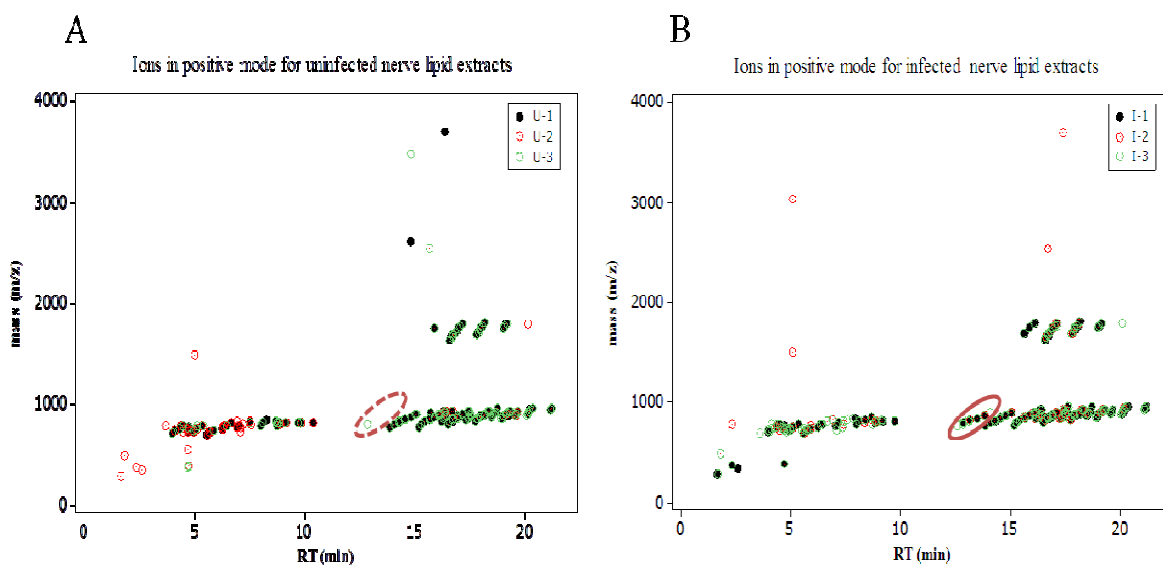 A
Ions in positive mode for uninfected nerve lipid extracts
4000
3000
2000
1000
0
mass (m/z)
0 5 10 15 20
RT (min)
U-1
U-2
U-3
B
Ions in positive mode for infected nerve lipid extracts
4000
3000
2000
1000
0
mass (m/z)
0 5 10 15 20
RT (min)
I-1
I-2
I-3